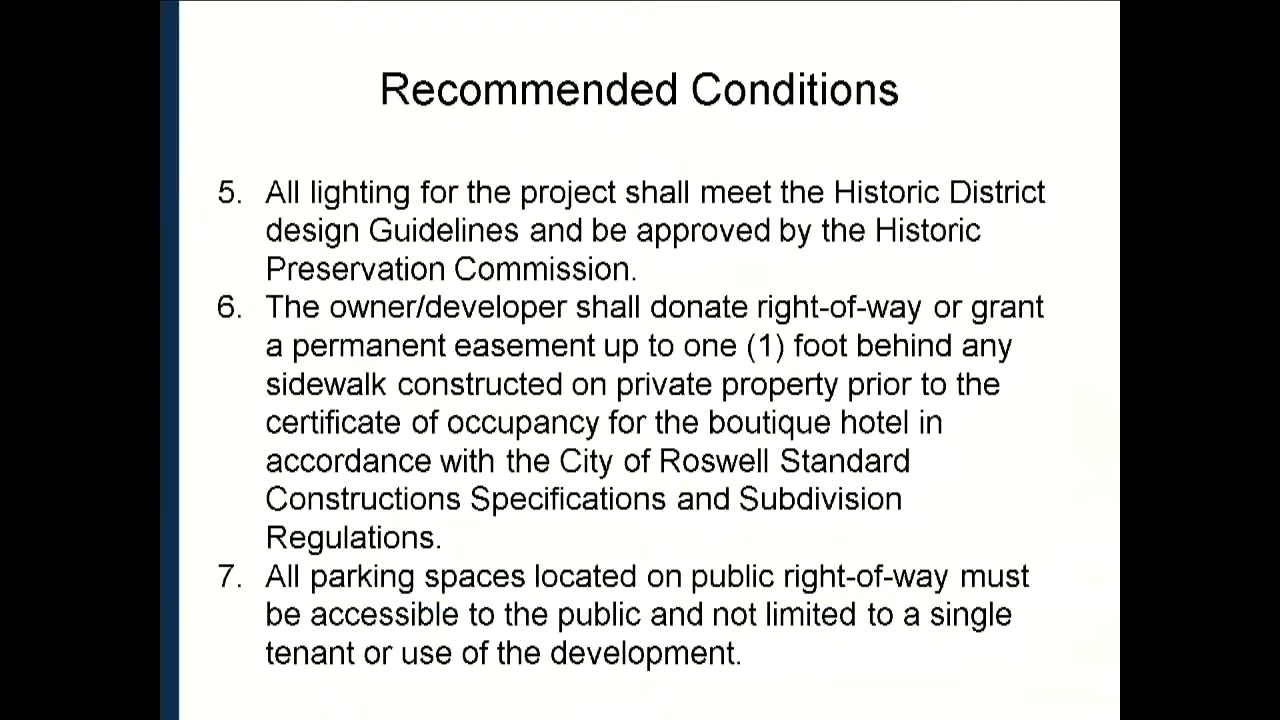 Recommended Conditions
5. All lighting for the project shall meet the Historic District
design Guidelines and be approved by the Historic
Preservation Commission.
6. The owner/developer shall donate right-of-way or grant
a permanent easement up to one (1) foot behind any
sidewalk constructed on private property prior to the
certificate of occupancy for the boutique hotel in
accordance with the City of Roswell Standard
Constructions Specifications and Subdivision
Regulations.
7. All parking spaces located on public right-of-way must
be accessible to the public and not limited to a single
tenant or use of the development.